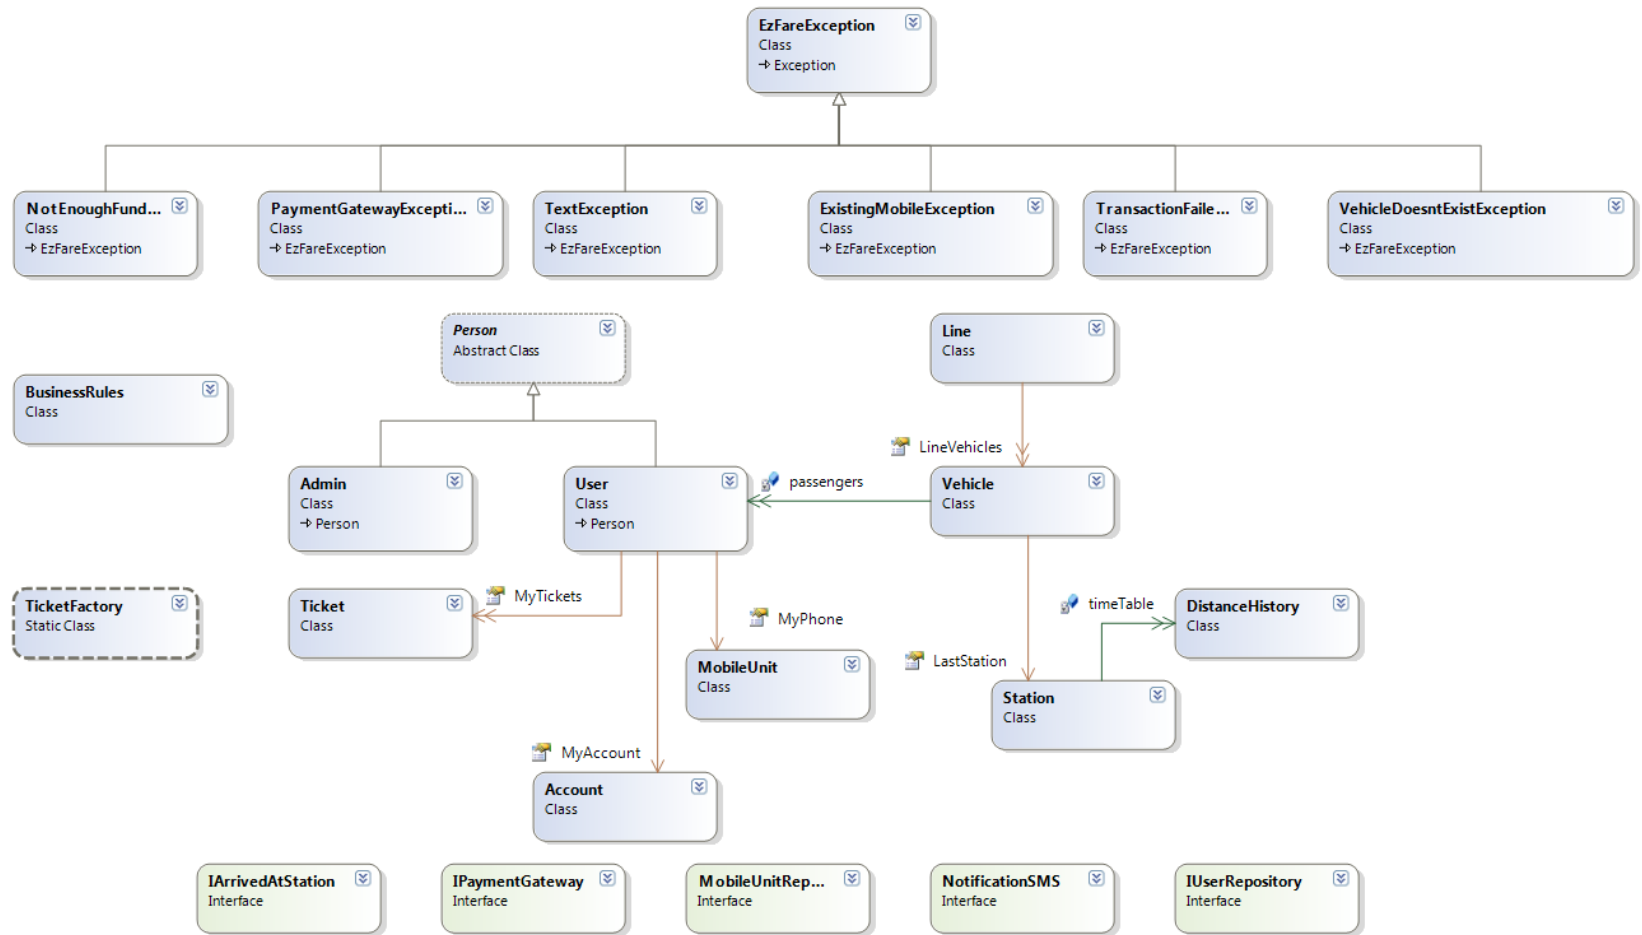 EzFareException
Class
Exception
NotEnoughFund...
Class
EzFareException
PaymentGatewayExcepti...
Class
EzFareException
TextException
Class
EzFareException
ExistingMobileException
Class
EzFareException
TransactionFaile...
Class
EzFareException
VehicleDoesntExistException
Class
EzFareException
Person
Abstract Class
Line
Class
BusinessRules
Class
LineVehicles
Admin
Class
Person
User
Class
Person
passengers
Vehicle
Class
TicketFactory
Static Class
Ticket
Class
MyTickets
MyPhone
timeTable
DistanceHistory
Class
MobileUnit
Class
LastStation
Station
Class
MyAccount
Account
Class
IArrivedAtStation
Interface
IPaymentGateway
Interface
MobileUnitRep...
Interface
NotificationSMS
Interface
IUserRepository
Interface